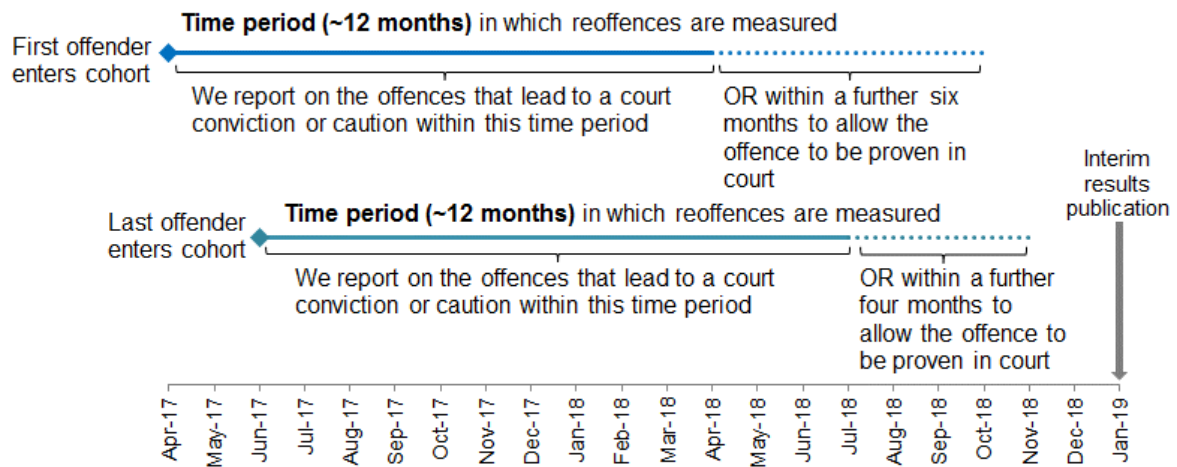 Time period (~12 months) in which reoffences are measured
First offender
enters cohort
We report on the offences that lead to a court
conviction or caution within this time period
OR within a further six
months to allow the
offence to be proven in
court
Interim
results
publication
Last offender
enters cohort
Time period (~12 months) in which reoffences are measured
We report on the offences that lead to a court
conviction or caution within this time period
OR within a further
four months to
allow the offence to
be proven in court
Apr-17
May-17
Jun-17
Jul-17
Aug-17
Sep-17
Oct-17
Nov-17
Dec-17
Jan-18
Feb-18
Mar-18
Apr-18
May-18
Jun-18
Jul-18
Aug-18
Sep-18
Oct-18
Nov-18
Dec-18
Jan-19